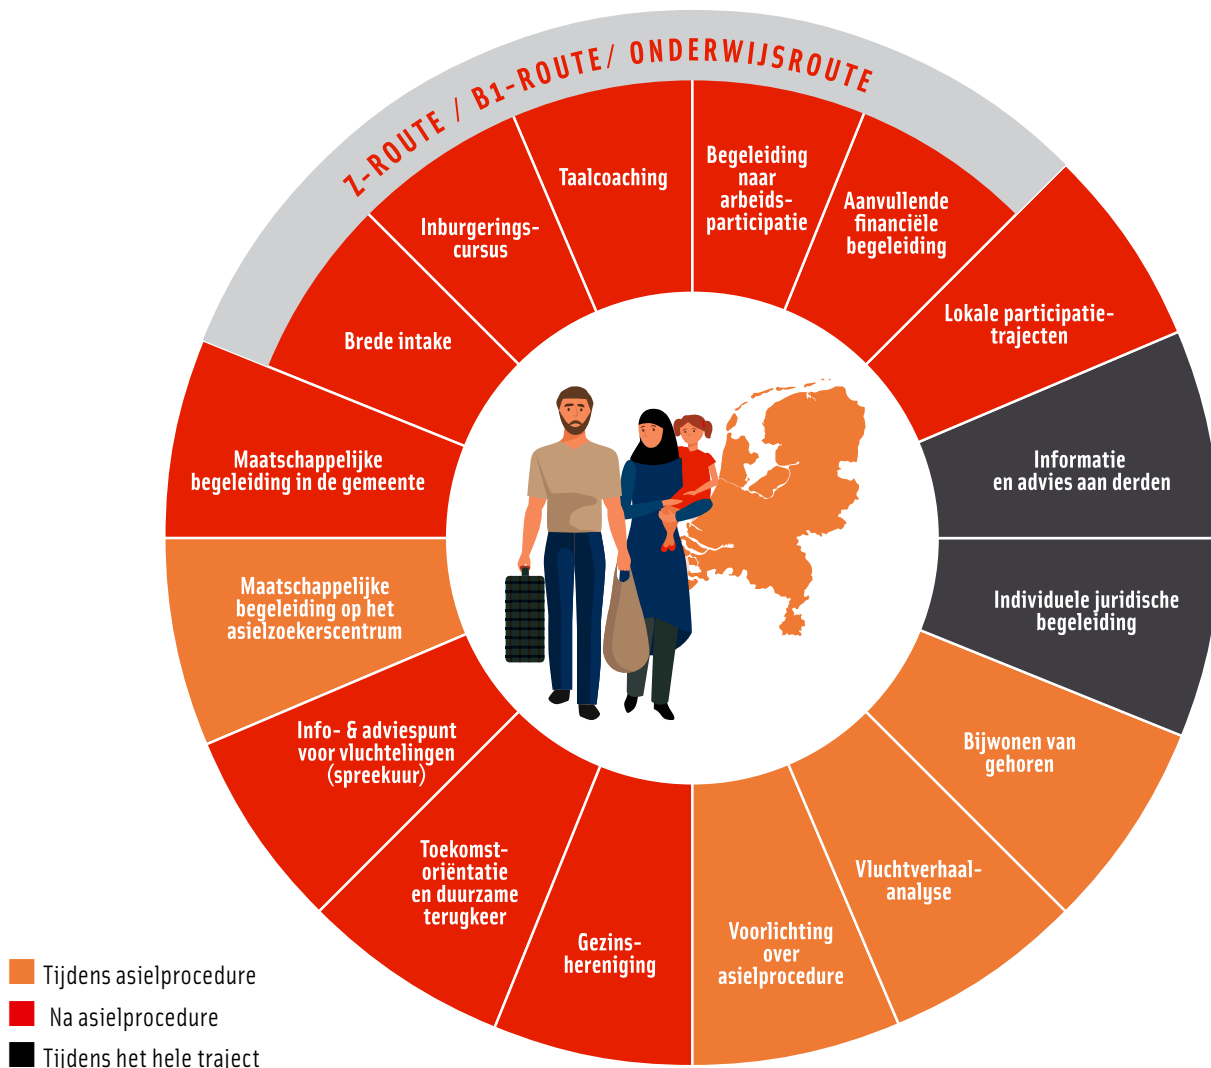 Z-ROUTE / B1-ROUTE/ ONDERWIJSROUTE
Taalcoaching
Begeleiding
naar
arbeids-
participatie
Aanvullende
financiële
begeleiding
Lokale participatie-
trajecten
Informatie
en advies aan derden
Individuele juridische
begeleiding
Bijwonen van
gehoren
Vluchtverhaal-
analyse
Voorlichting
over
asielprocedure
Gezins-
hereniging
Toekomst-
oriëntatie
en duurzame
terugkeer
Info- & adviespunt
voor vluchtelingen
(spreekuur)
Maatschappelijke
begeleiding op het
asielzoekerscentrum
Maatschappelijke
begeleiding in de gemeente
Brede intake
Inburgerings-
cursus
Tijdens asielprocedure
Na asielprocedure
Tijdens het hele traject